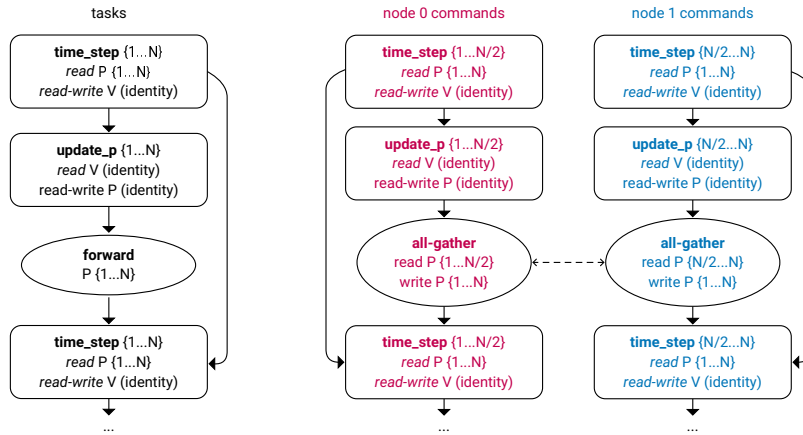 tasks
time_step {1...N}
read P {1...N}
read-write V (identity)
update_p {1...N}
read V (identity)
read-write P (identity)
forward
P {1...N}
time_step {1...N}
read P {1...N}
read-write V (identity)
...
node 0 commands
time_step {1...N/2}
read P {1...N}
read-write V (identity)
update_p {1...N/2}
read V (identity)
read-write P (identity)
all-gather
read P {1...N/2}
write P {1...N}
time_step {1...N/2}
read P {1...N}
read-write V (identity)
...
node 1 commands
time_step {N/2...N}
read P {1...N}
read-write V (identity)
update_p {N/2...N}
read V (identity)
read-write P (identity)
all-gather
read P {N/2...N}
write P {1...N}
time_step {N/2...N}
read P {1...N}
read-write V (identity)
...